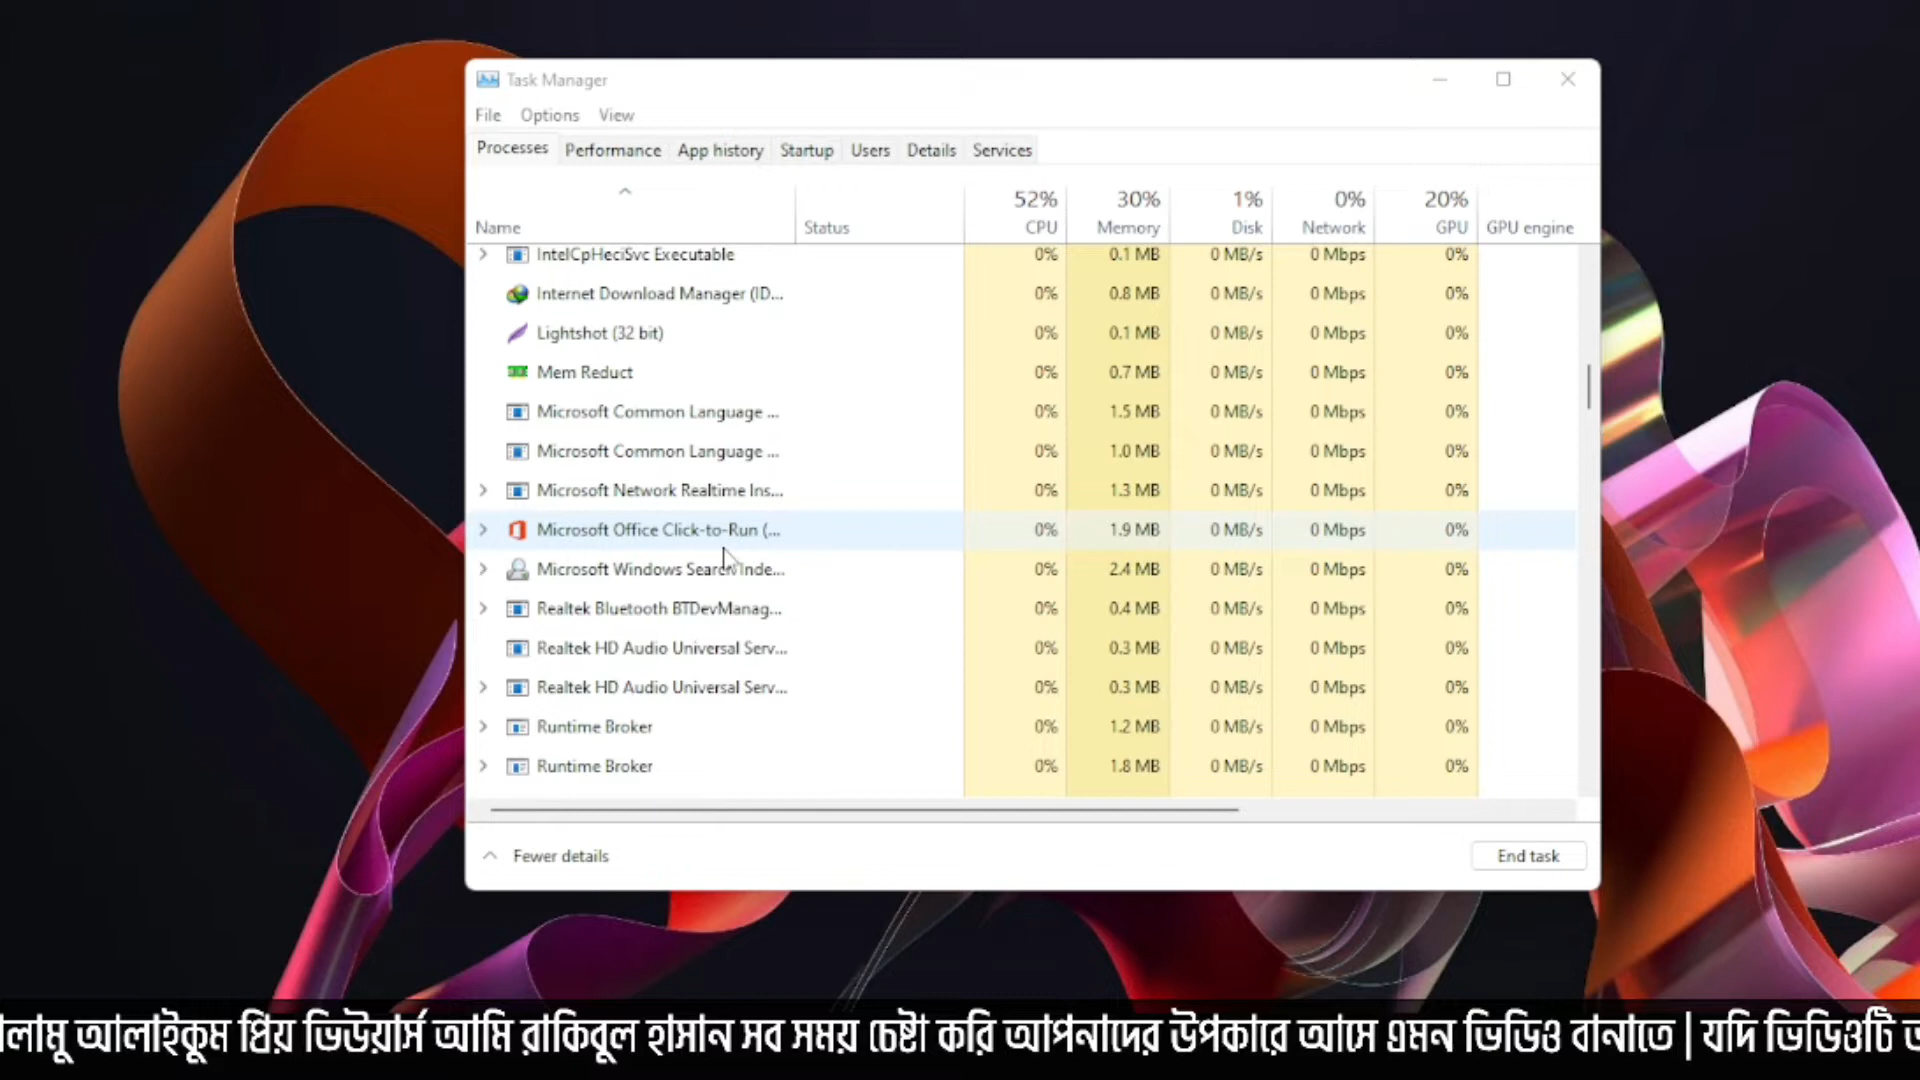 Task Manager
File Options View
Processes Performance App history Startup Users Details Services
52% 30% 1% 0% 20%
Name Status CPU Memory Disk Network GPU GPU engine
IntelCpHeciSvc Executable 0% 0.1 MB 0 MB/s 0 Mbps 0%
Internet Download Manager (ID... 0% 0.8 MB 0 MB/s 0 Mbps 0%
Lightshot (32 bit) 0% 0.1 MB 0 MB/s 0 Mbps 0%
Mem Reduct 0% 0.7 MB 0 MB/s 0 Mbps 0%
Microsoft Common Language ... 0% 1.5 MB 0 MB/s 0 Mbps 0%
Microsoft Common Language ... 0% 1.0 MB 0 MB/s 0 Mbps 0%
Microsoft Network Realtime Ins... 0% 1.3 MB 0 MB/s 0 Mbps 0%
Microsoft Office Click-to-Run (... 0% 1.9 MB 0 MB/s 0 Mbps 0%
Microsoft Windows Search Inde... 0% 2.4 MB 0 MB/s 0 Mbps 0%
Realtek Bluetooth BTDevManag... 0% 0.4 MB 0 MB/s 0 Mbps 0%
Realtek HD Audio Universal Serv... 0% 0.3 MB 0 MB/s 0 Mbps 0%
Realtek HD Audio Universal Serv... 0% 0.3 MB 0 MB/s 0 Mbps 0%
Runtime Broker 0% 1.2 MB 0 MB/s 0 Mbps 0%
Runtime Broker 0% 1.8 MB 0 MB/s 0 Mbps 0%
Fewer details End task
লামু আলাইকুম প্রিয় ভিউয়ার্স আমি রাকিবুল হাসান সব সময় চেষ্টা করি আপনাদের উপকারে আসে এমন ভিডিও বানাতে | যদি ভিডিওটি